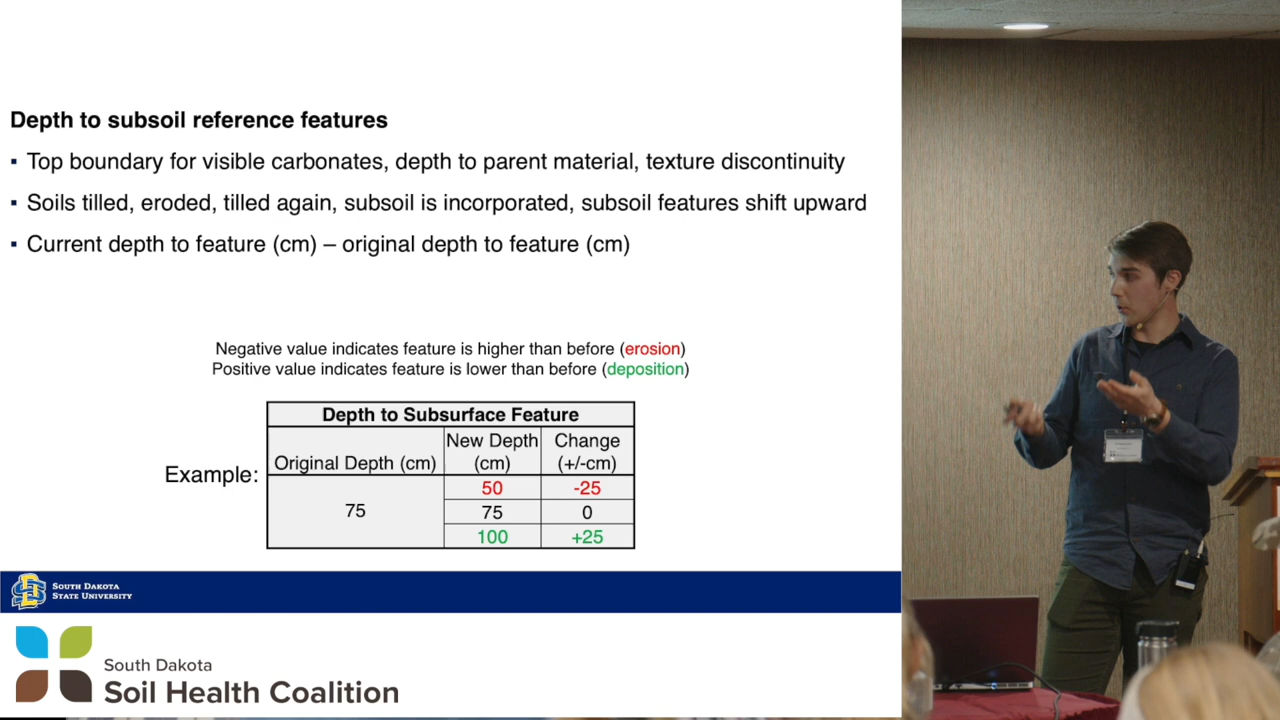 Depth to subsoil reference features
▪ Top boundary for visible carbonates, depth to parent material, texture discontinuity
▪ Soils tilled, eroded, tilled again, subsoil is incorporated, subsoil features shift upward
▪ Current depth to feature (cm) – original depth to feature (cm)
Negative value indicates feature is higher than before (erosion)
Positive value indicates feature is lower than before (deposition)
Example:
Depth to Subsurface Feature
Original Depth (cm)
New Depth
(cm)
Change
(+/-cm)
75
50 -25
75 0
100 +25
SOUTH DAKOTA
STATE UNIVERSITY
South Dakota
Soil Health Coalition